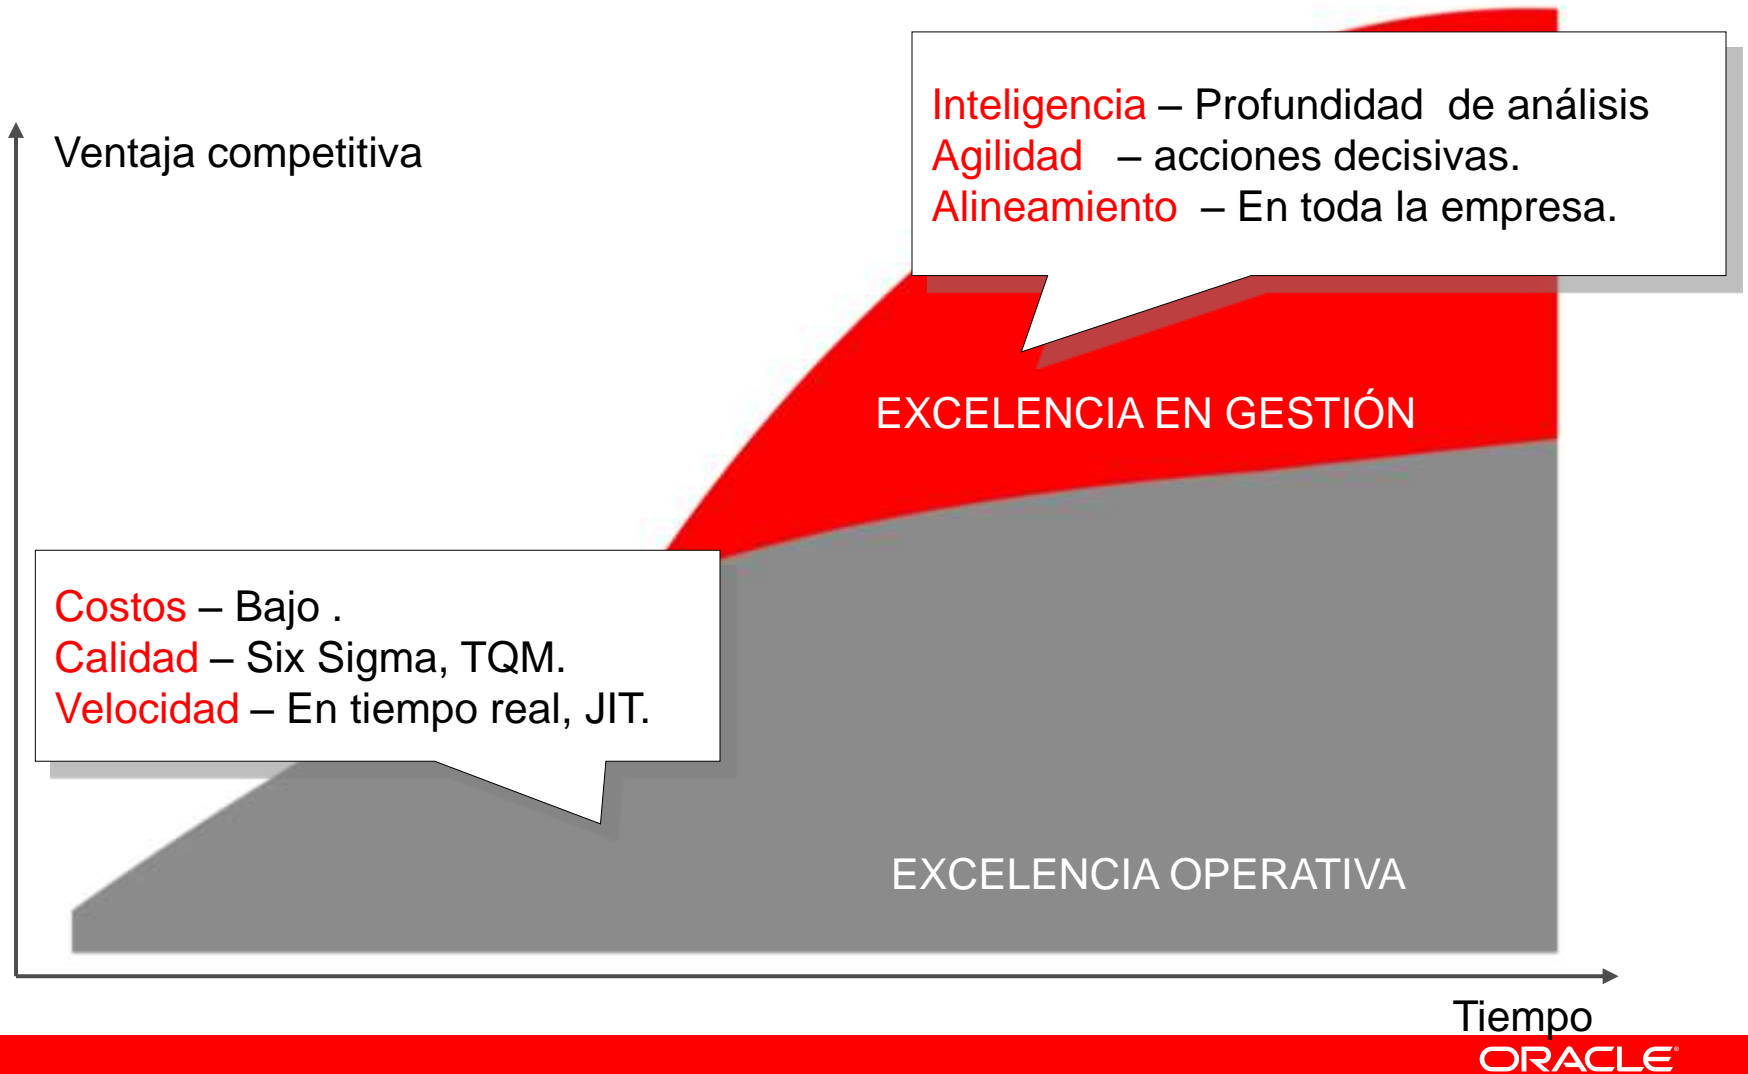 Ventaja competitiva
Inteligencia – Profundidad de análisis
Agilidad – acciones decisivas.
Alineamiento – En toda la empresa.
EXCELENCIA EN GESTIÓN
Costos – Bajo .
Calidad – Six Sigma, TQM.
Velocidad – En tiempo real, JIT.
EXCELENCIA OPERATIVA
Tiempo
ORACLE